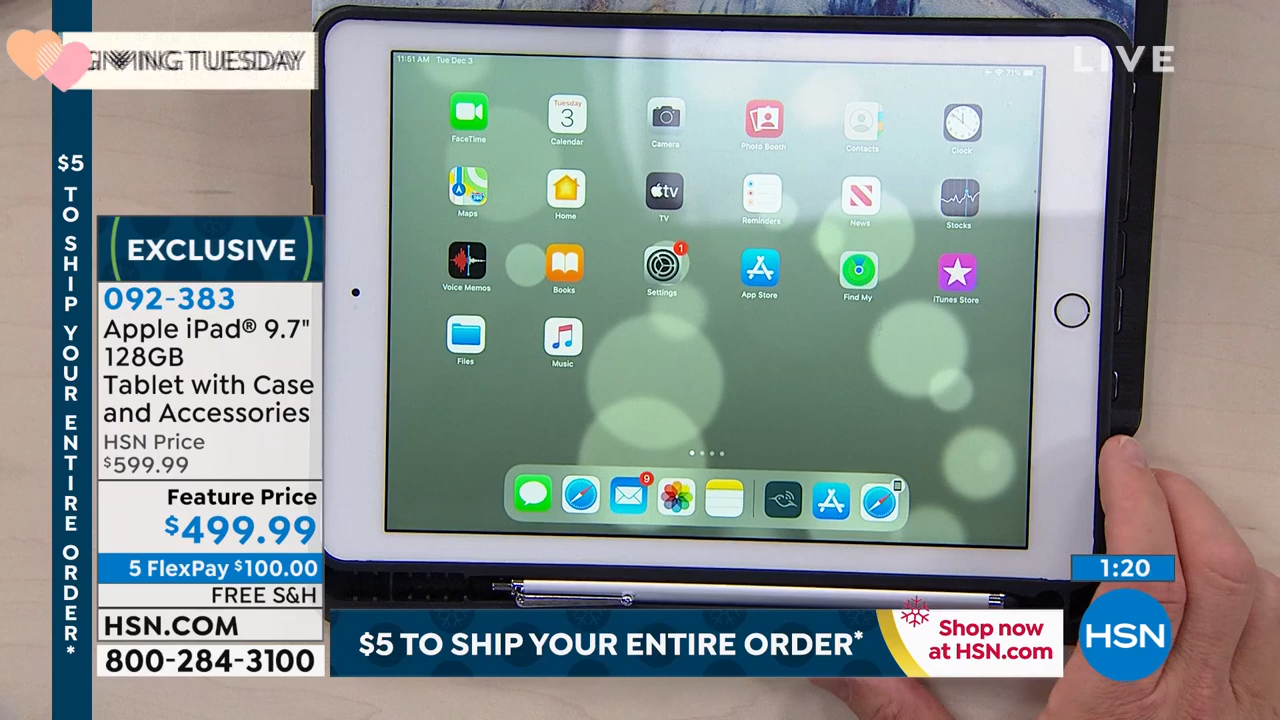 GIVING TUESDAY
LIVE
$5 TO SHIP YOUR ENTIRE ORDER*
EXCLUSIVE
092-383
Apple iPad® 9.7"
128GB
Tablet with Case
and Accessories
HSN Price
$599.99
Feature Price
$499.99
5 FlexPay $100.00
FREE S&H
HSN.COM
800-284-3100
11:51 AM Tue Dec 3
71%
FaceTime
Tuesday
3
Calendar
Camera
Photo Booth
Contacts
Clock
Maps
Home
tv
TV
Reminders
News
Stocks
Voice Memos
Books
1
Settings
App Store
Find My
iTunes Store
Files
Music
9
1:20
$5 TO SHIP YOUR ENTIRE ORDER*
Shop now
at HSN.com
HSN